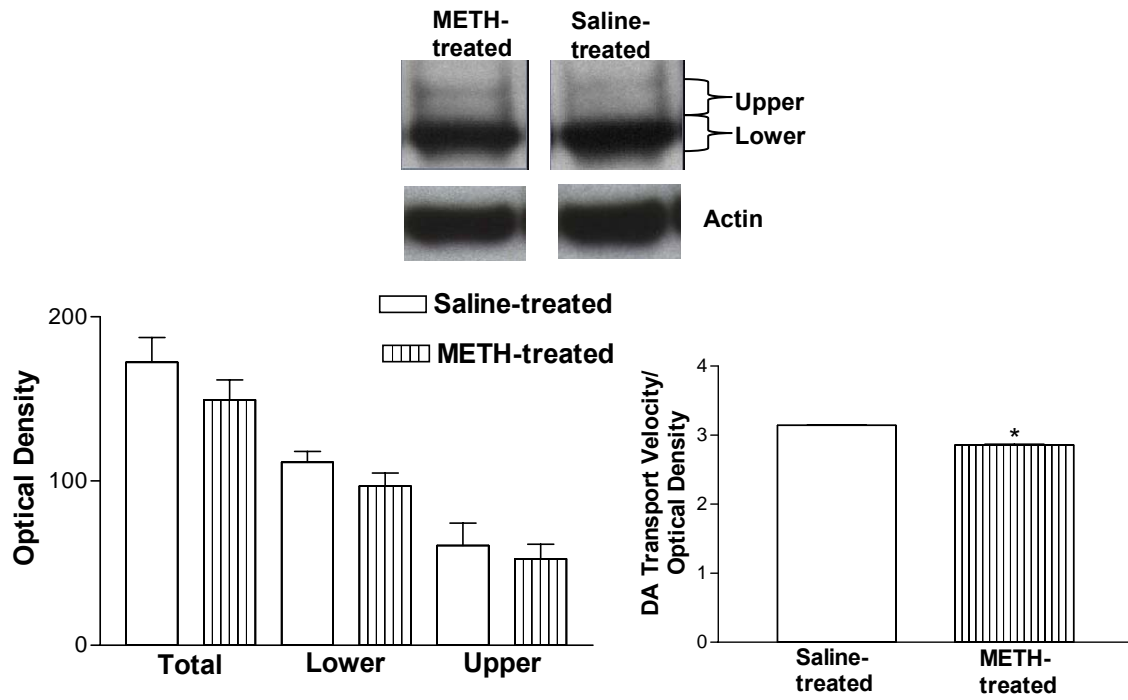 METH-
treated
Saline-
treated
Upper
Lower
Actin
Saline-treated
METH-treated
200
100
0
Optical Density
Total
Lower
Upper
4
3
2
1
0
DA Transport Velocity/
Optical Density
*
Saline-
treated
METH-
treated